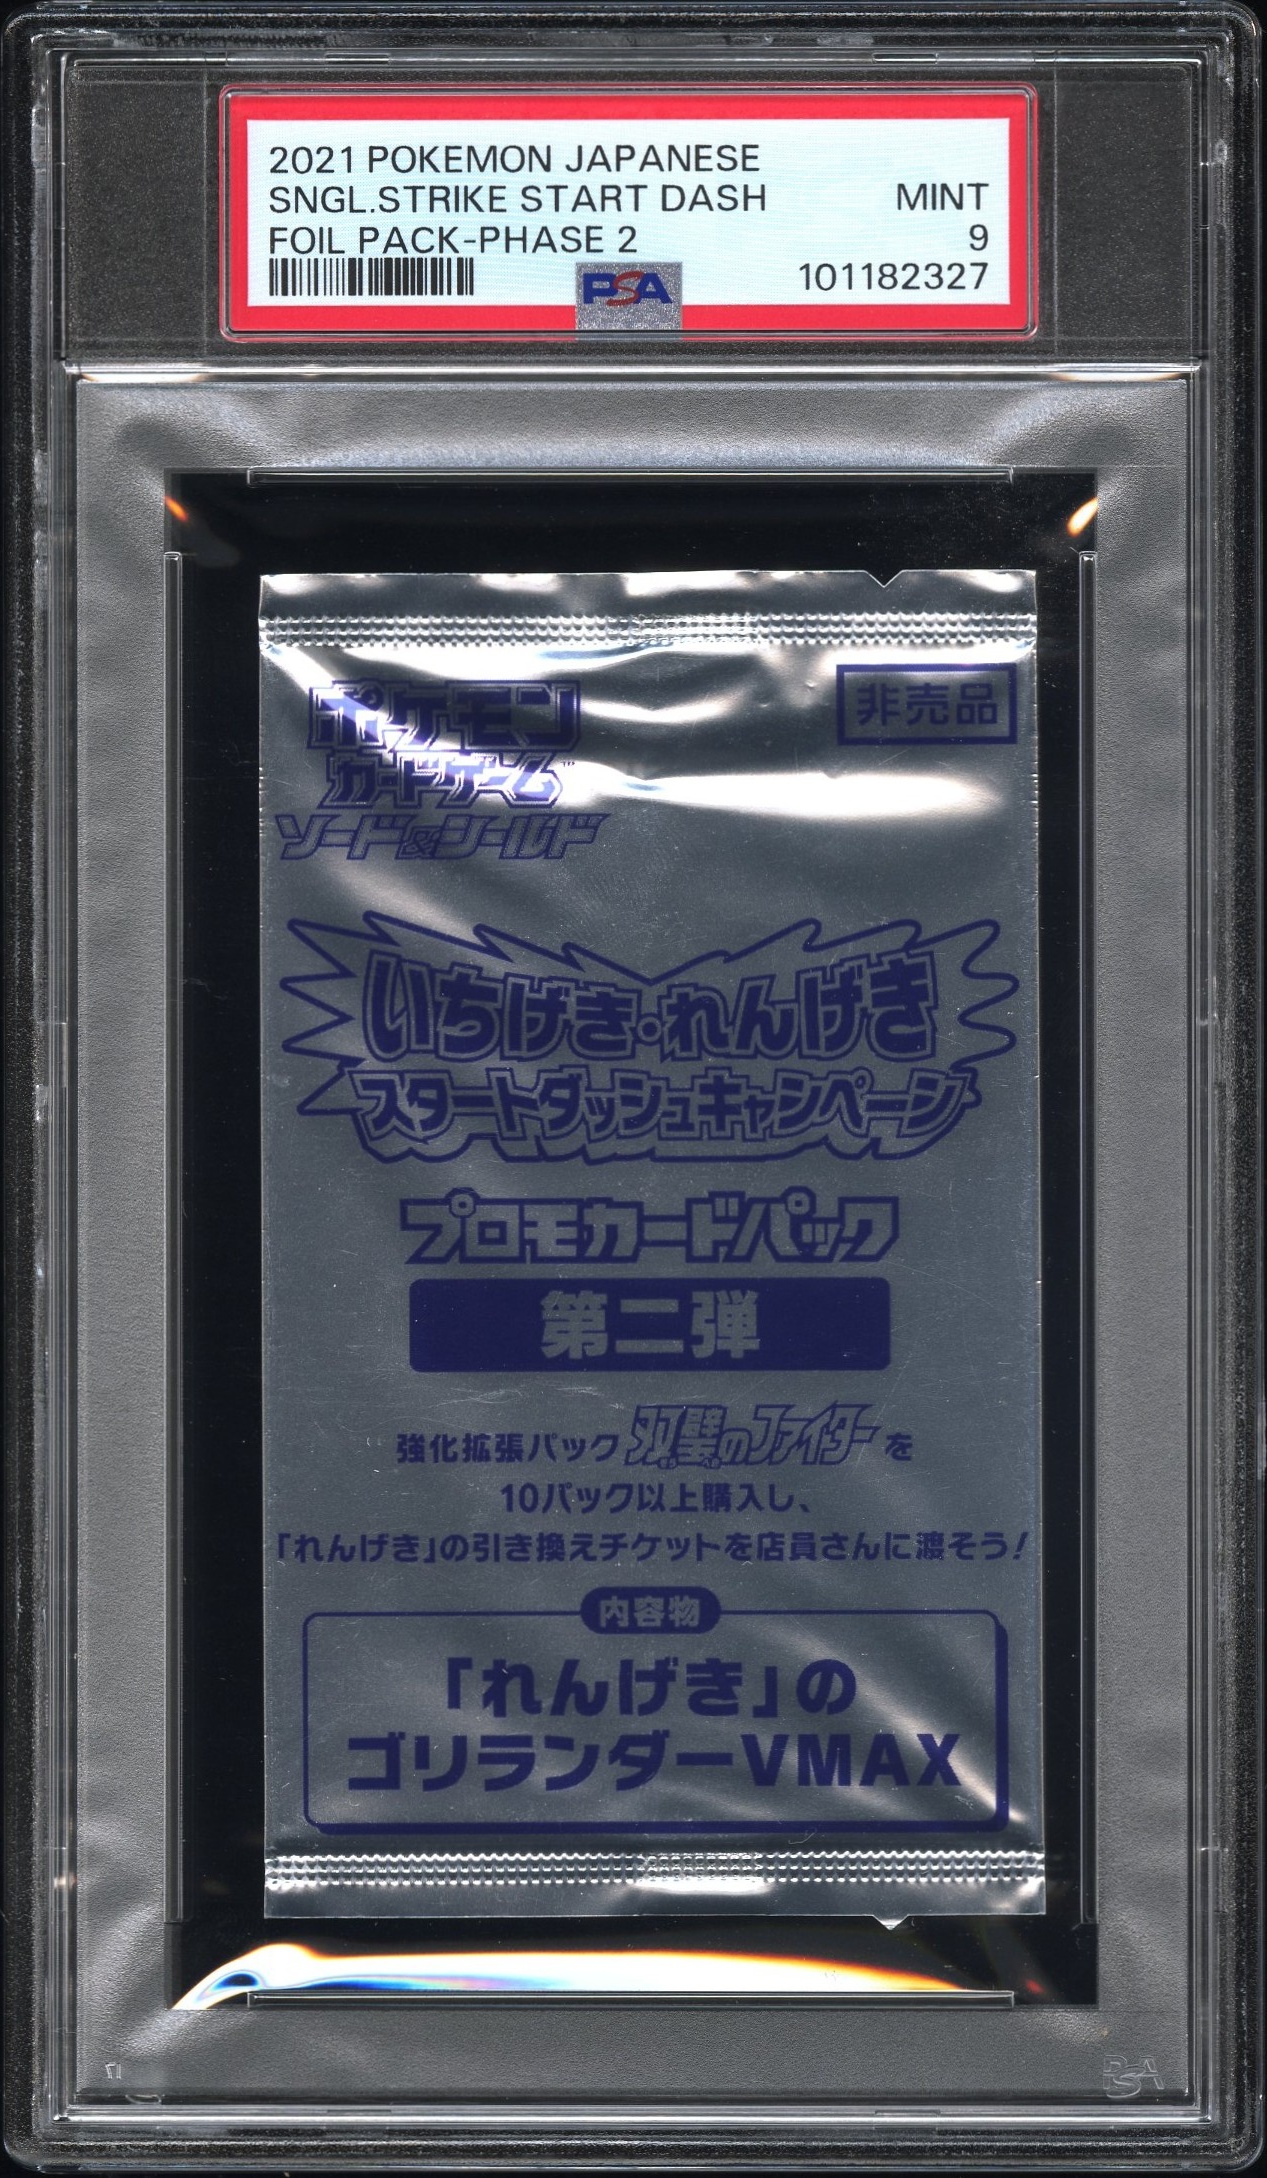 2021 POKEMON JAPANESE
SNGL.STRIKE START DASH MINT
FOIL PACK-PHASE 2 9
PSA 101182327
ポケモン
カードゲーム™
ソード&シールド
非売品
いちげき・れんげき
スタートダッシュキャンペーン
プロモカードパック
第二弾
強化拡張パック 双璧のファイターを
10パック以上購入し、
「れんげき」の引き換えチケットを店員さんに渡そう!
内容物
「れんげき」の
ゴリランダーVMAX
PSA